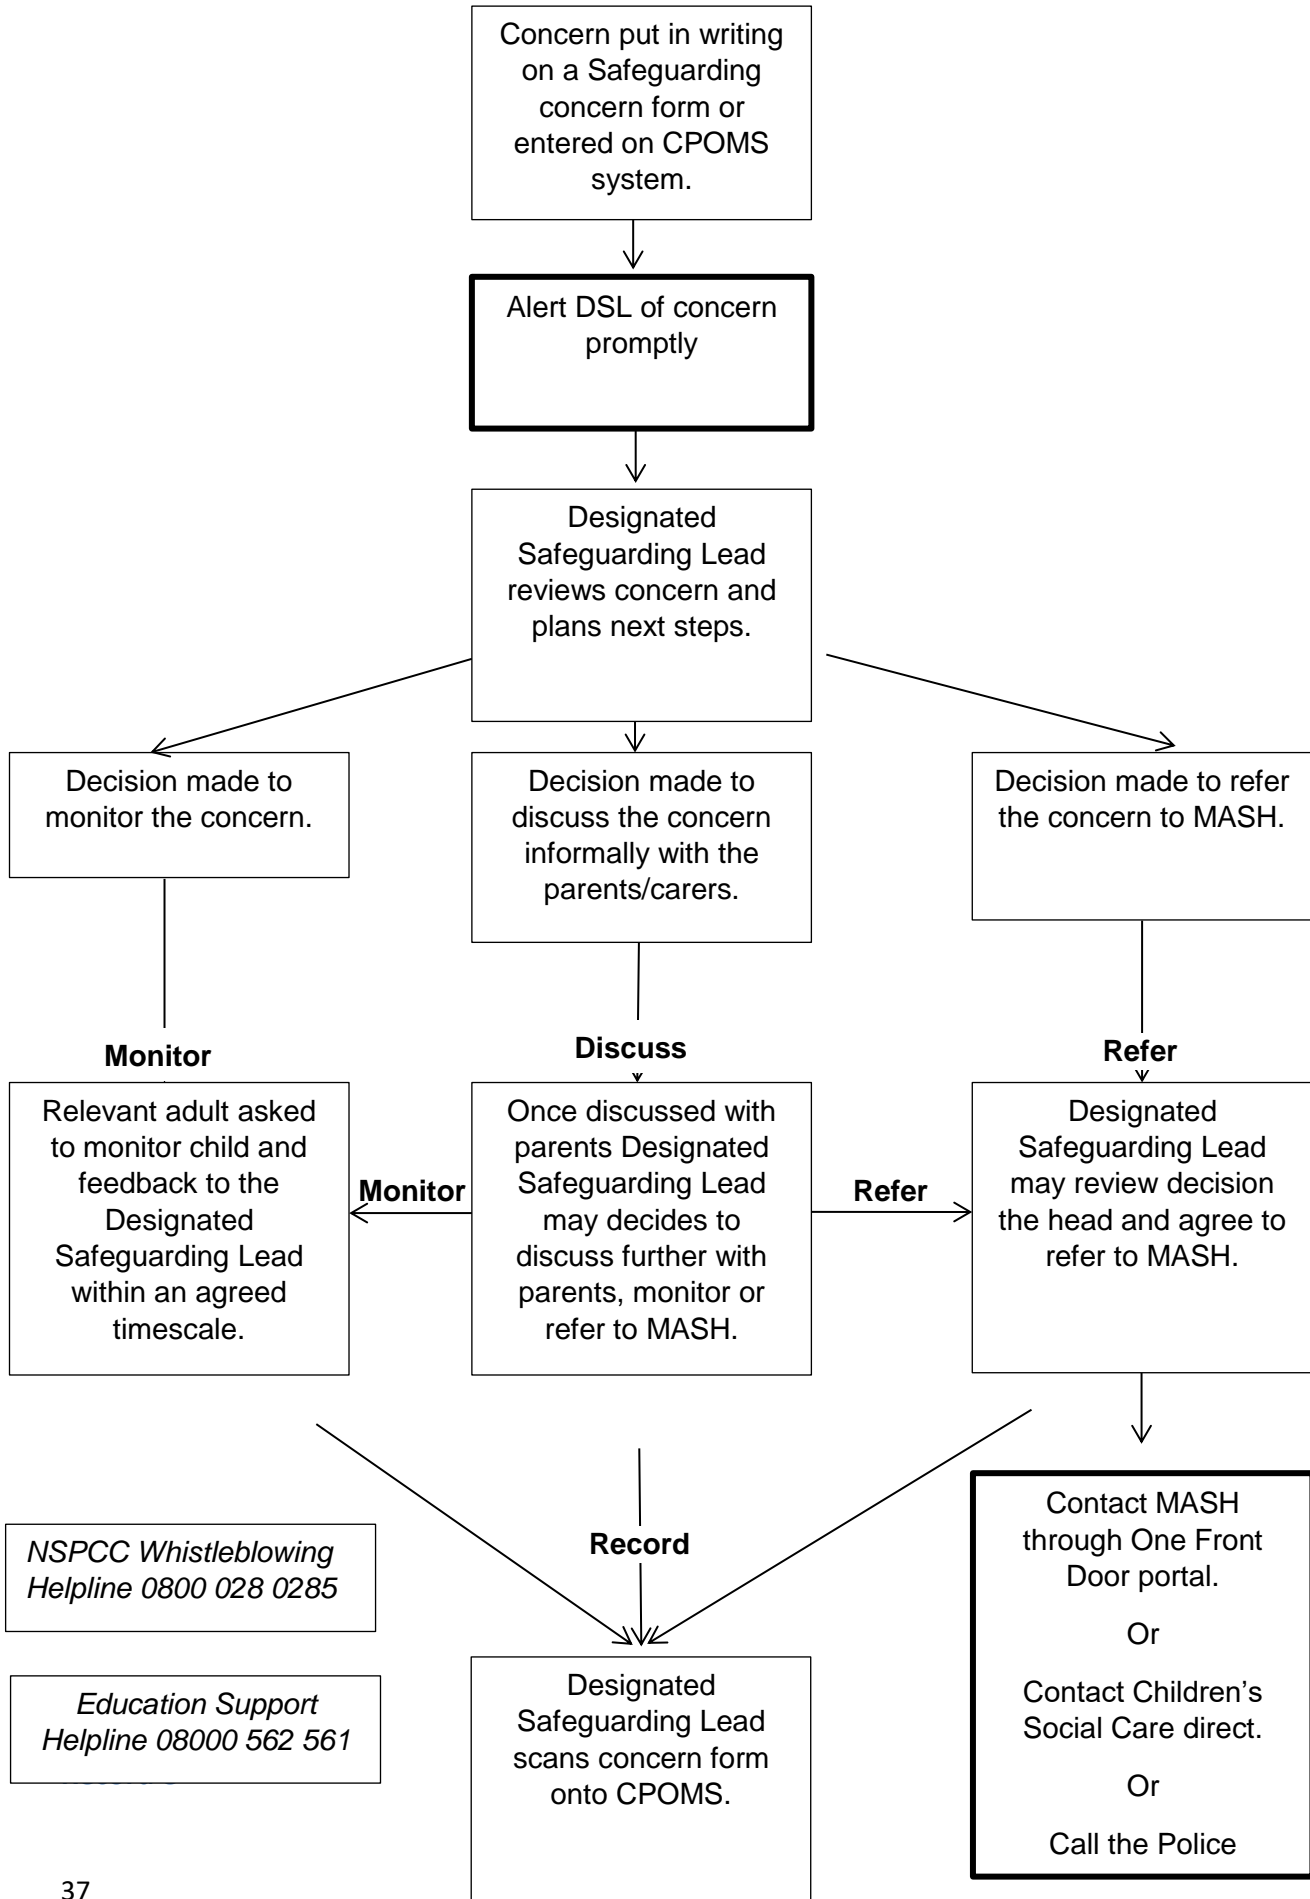 Concern put in writing
on a Safeguarding
concern form or
entered on CPOMS
system.
Alert DSL of concern
promptly
Designated
Safeguarding Lead
reviews concern and
plans next steps.
Decision made to
monitor the concern.
Decision made to
discuss the concern
informally with the
parents/carers.
Decision made to refer
the concern to MASH.
Monitor
Discuss
Refer
Relevant adult asked
to monitor child and
feedback to the
Designated
Safeguarding Lead
within an agreed
timescale.
Monitor
Once discussed with
parents Designated
Safeguarding Lead
may decides to
discuss further with
parents, monitor or
refer to MASH.
Refer
Designated
Safeguarding Lead
may review decision
the head and agree to
refer to MASH.
Record
NSPCC Whistleblowing
Helpline 0800 028 0285
Education Support
Helpline 08000 562 561
Designated
Safeguarding Lead
scans concern form
onto CPOMS.
Contact MASH
through One Front
Door portal.
Or
Contact Children’s
Social Care direct.
Or
Call the Police
37